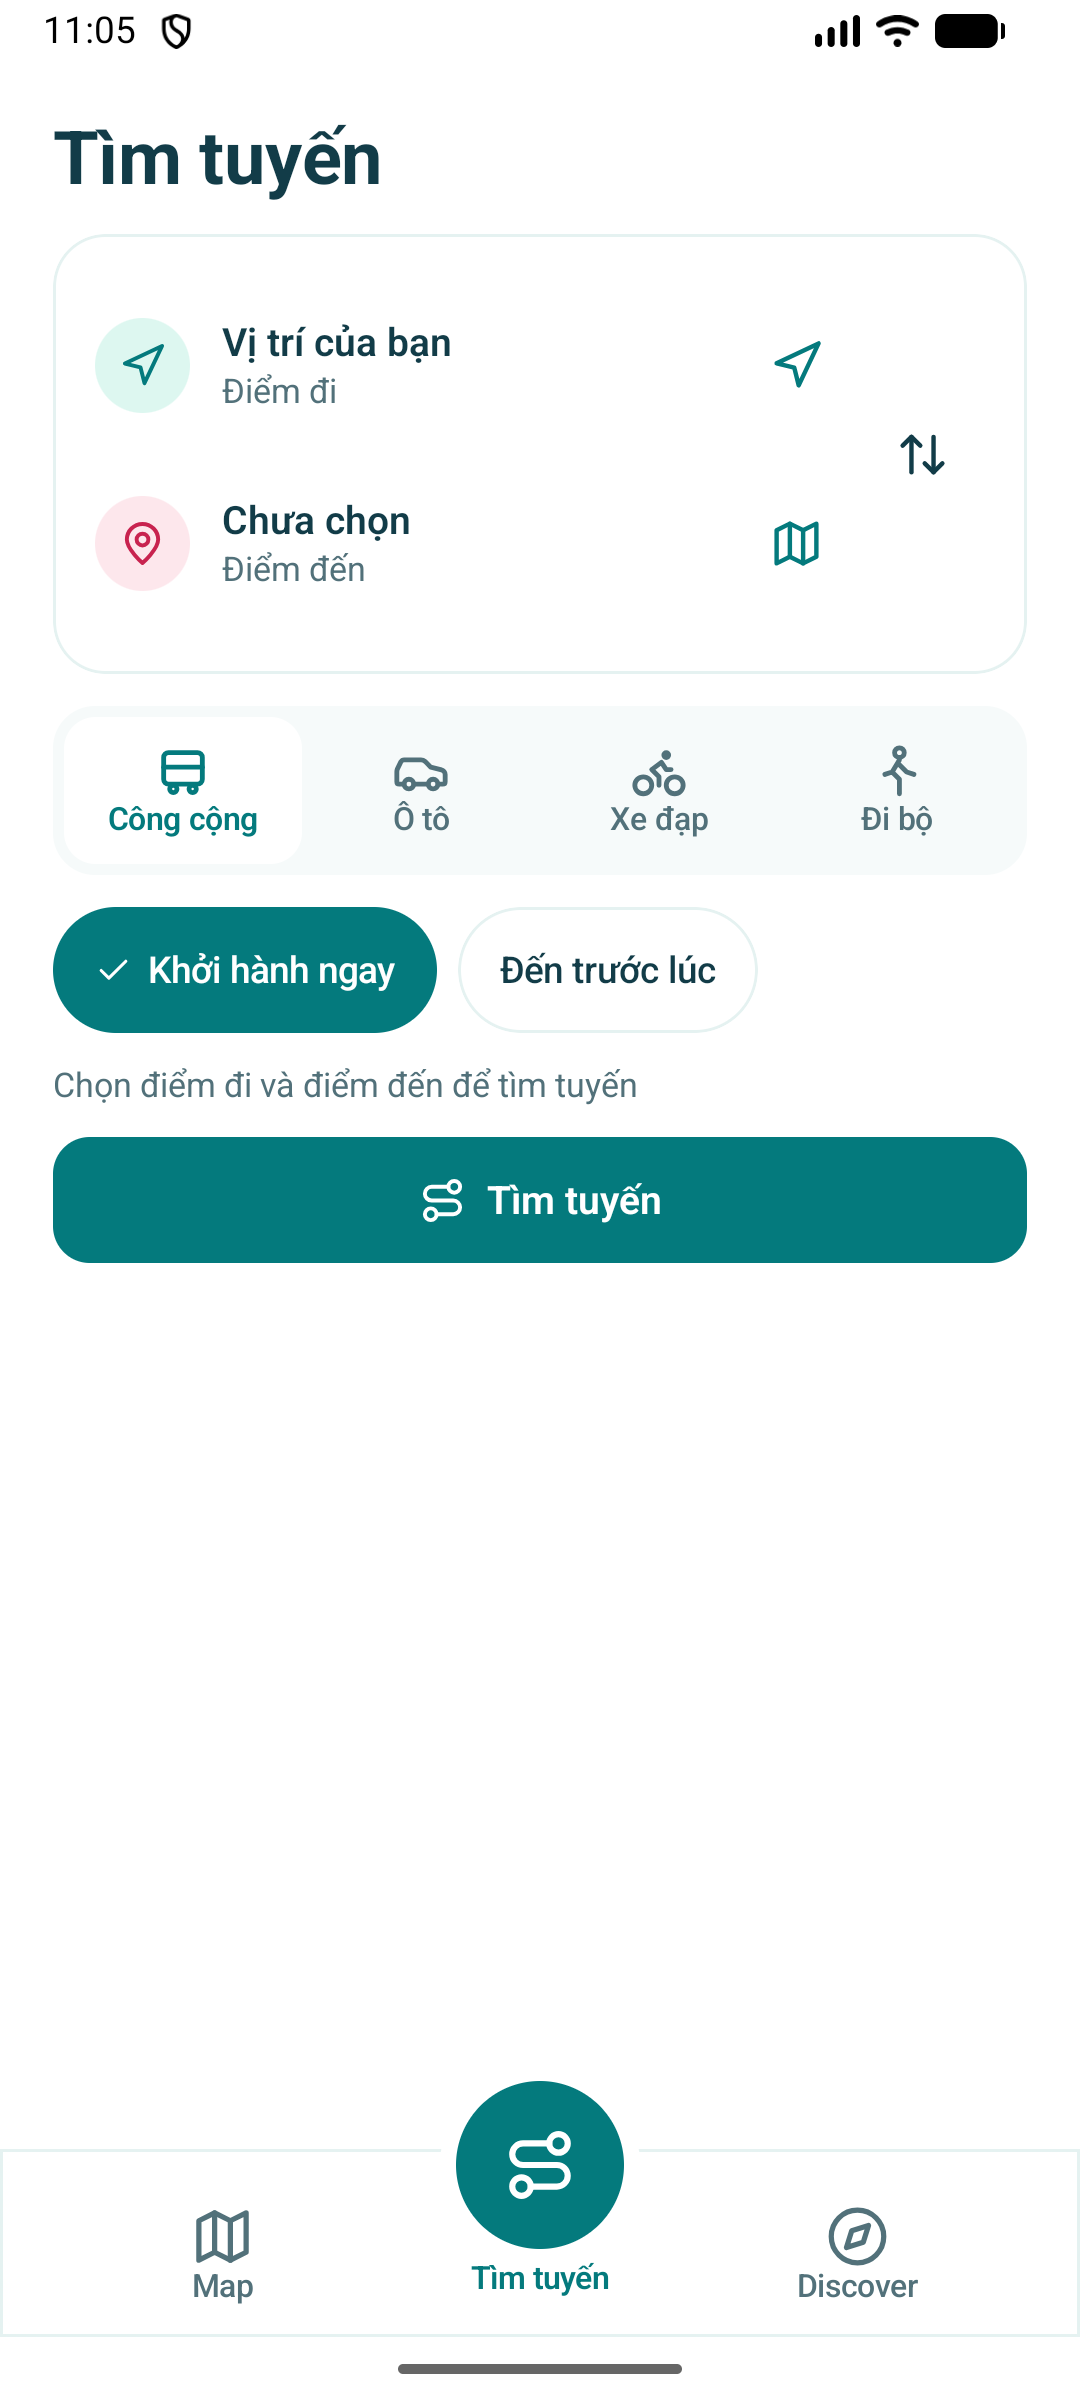 11:05
Tìm tuyến
Vị trí của bạn
Điểm đi
Chưa chọn
Điểm đến
Công cộng
Ô tô
Xe đạp
Đi bộ
Khởi hành ngay
Đến trước lúc
Chọn điểm đi và điểm đến để tìm tuyến
Tìm tuyến
Map
Tìm tuyến
Discover